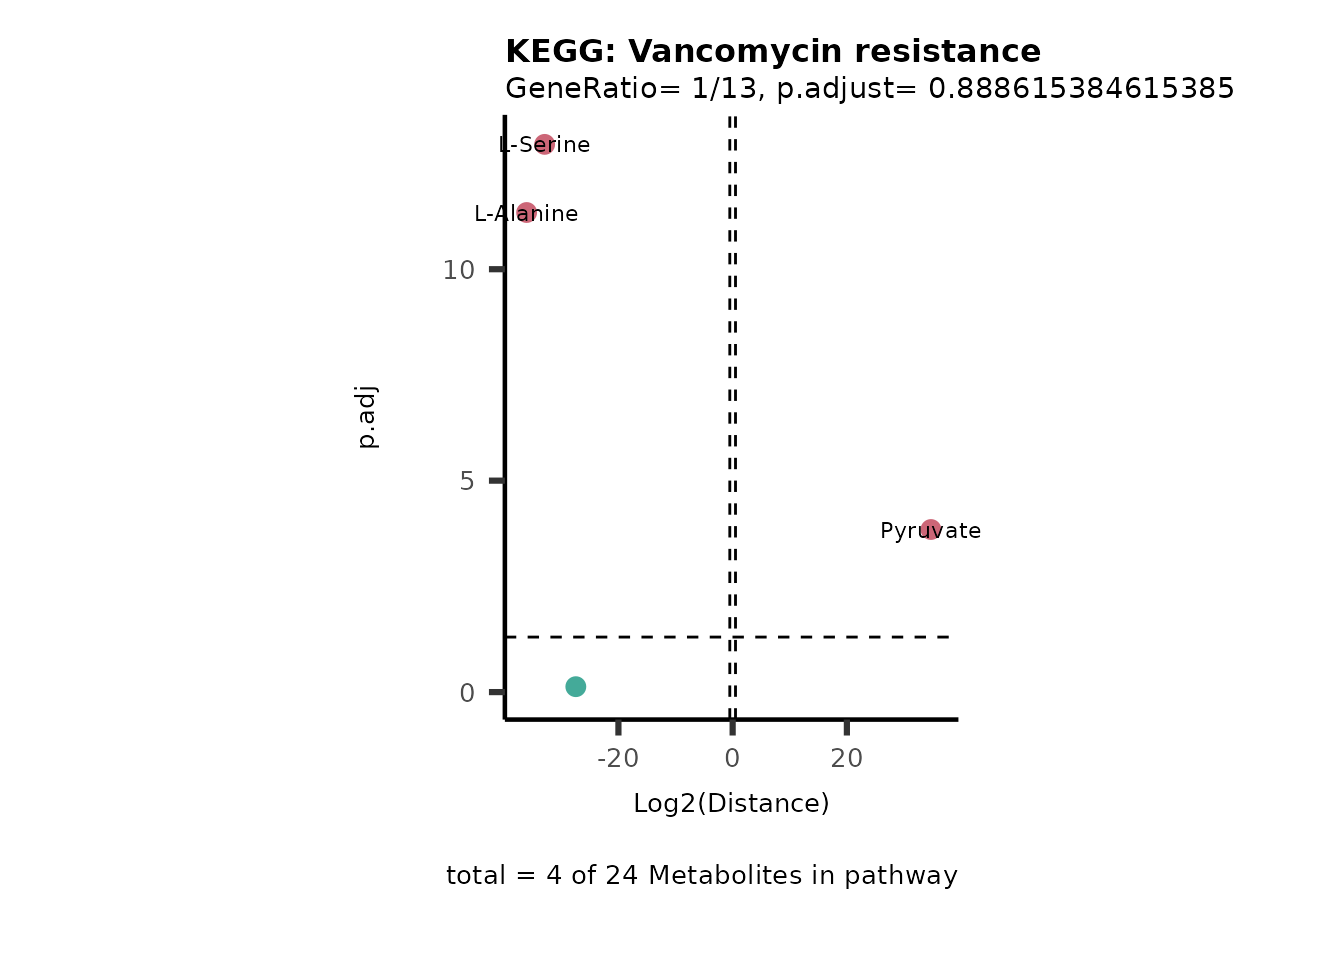 KEGG: Vancomycin resistance
GeneRatio= 1/13, p.adjust= 0.888615384615385
L-Serine
L-Alanine
10
p.adj
5
Pyruvate
0
-20 0 20
Log2(Distance)
total = 4 of 24 Metabolites in pathway